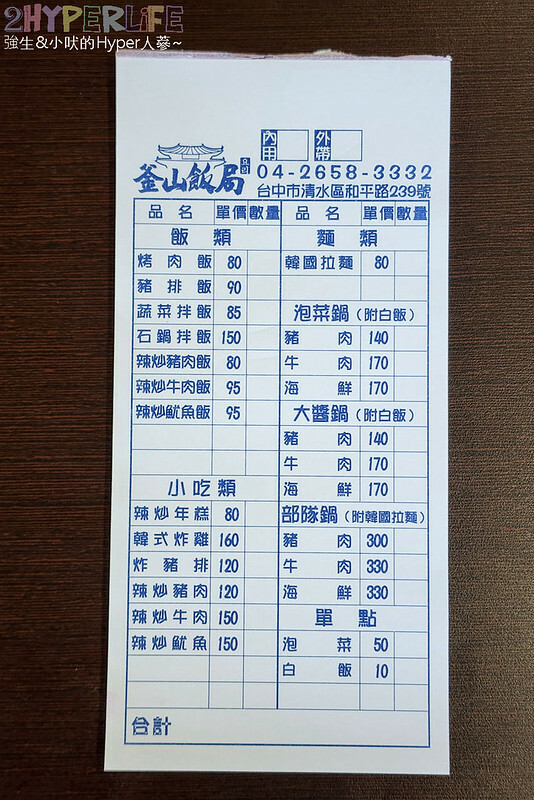 2HYPERLIFE
強生&小吠的Hyper人蔘~
內用 外帶
釜山飯局
04-2658-3332
台中市清水區和平路239號
品名 單價 數量
飯類
烤肉飯 80
豬排飯 90
蔬菜拌飯 85
石鍋拌飯 150
辣炒豬肉飯 80
辣炒牛肉飯 95
辣炒魷魚飯 95
小吃類
辣炒年糕 80
韓式炸雞 160
炸豬排 120
辣炒豬肉 120
辣炒牛肉 150
辣炒魷魚 150
品名 單價 數量
麵類
韓國拉麵 80
泡菜鍋(附白飯)
豬肉 140
牛肉 170
海鮮 170
大醬鍋(附白飯)
豬肉 140
牛肉 170
海鮮 170
部隊鍋(附韓國拉麵)
豬肉 300
牛肉 330
海鮮 330
單點
泡菜 50
白飯 10
合計